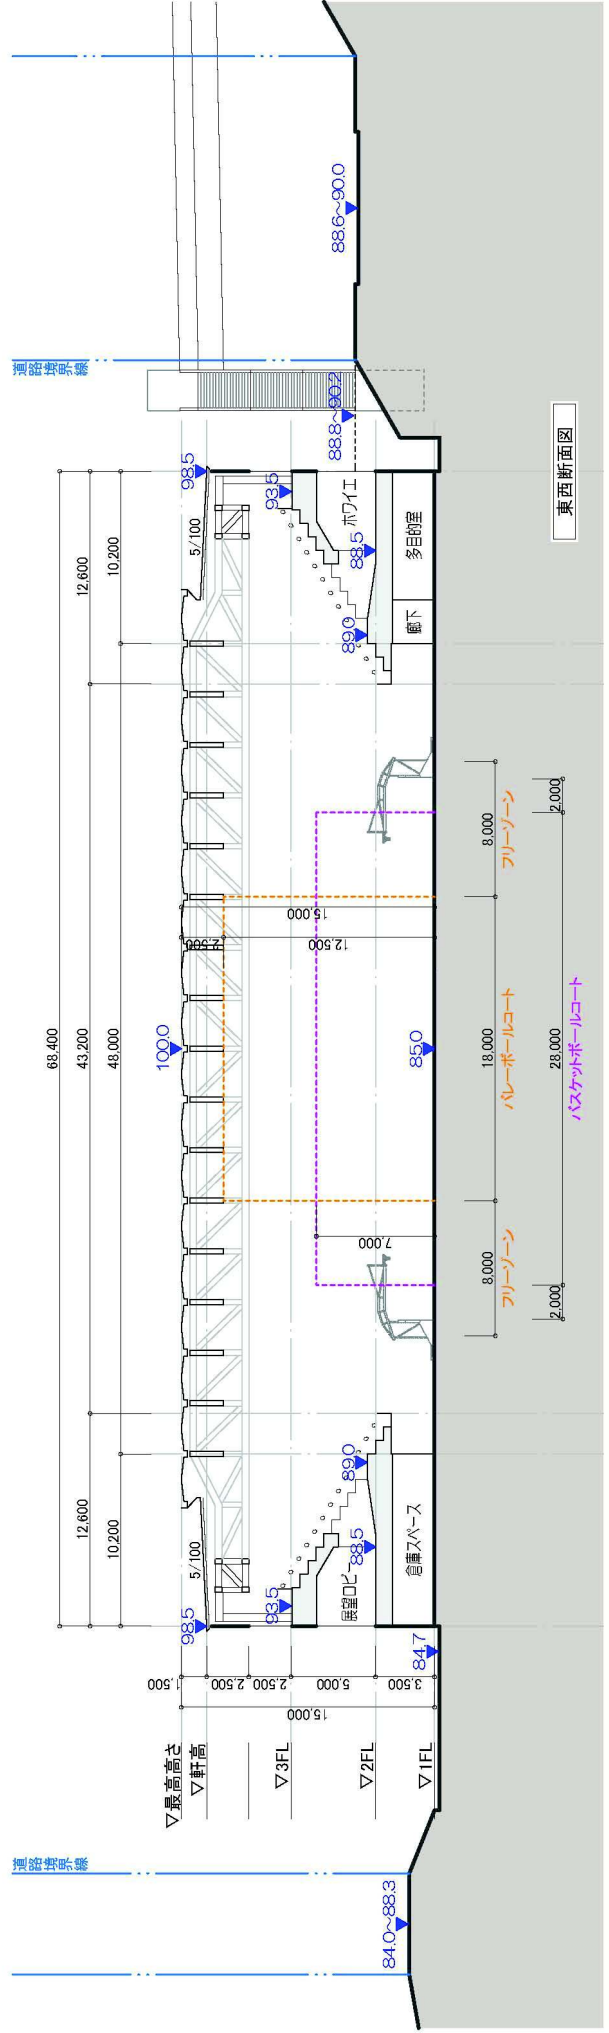 道路境界線
道路境界線
68,400
12,600
43,200
12,600
10,200
48,000
10,200
98.5
5/100
100.0
5/100
98.5
▽最高高さ
▽軒高
▽3FL
▽2FL
▽1FL
1,500
2,500
2,500
5,000
3,500
15,000
93.5
89.0
88.5
展望ロビー
倉庫スペース
84.7
84.0～88.3
2,500
15,000
12,500
7,000
85.0
93.5
89.0
88.5
ホワイエ
廊下
多目的室
88.8～90.2
88.6～90.0
8,000
18,000
8,000
フリーゾーン
バレーボールコート
フリーゾーン
2,000
28,000
2,000
バスケットボールコート
東西断面図